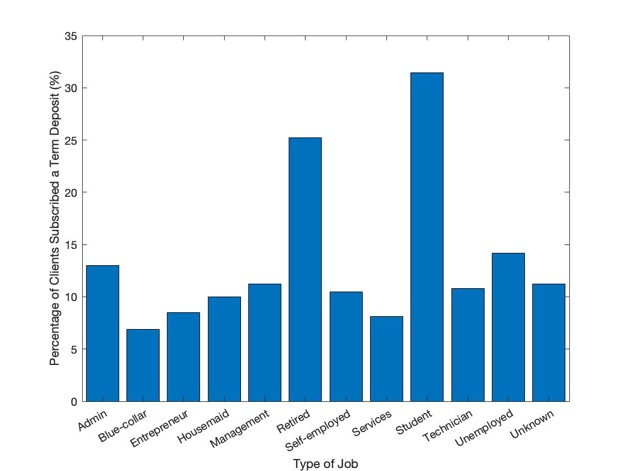 35
30
25
20
15
10
5
0
Percentage of Clients Subscribed a Term Deposit (%)
Admin
Blue-collar
Entrepreneur
Housemaid
Management
Retired
Self-employed
Services
Student
Technician
Unemployed
Unknown
Type of Job